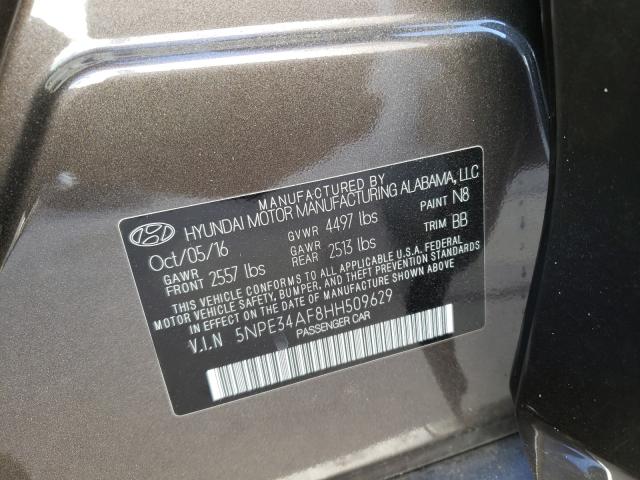 MANUFACTURED BY
HYUNDAI MOTOR MANUFACTURING ALABAMA, LLC
Oct/05/16 GVWR 4497 lbs PAINT N8
GAWR FRONT 2557 lbs GAWR REAR 2513 lbs TRIM BB
THIS VEHICLE CONFORMS TO ALL APPLICABLE U.S.A. FEDERAL
MOTOR VEHICLE SAFETY, BUMPER, AND THEFT PREVENTION STANDARDS
IN EFFECT ON THE DATE OF MANUFACTURE SHOWN ABOVE
V.I.N 5NPE34AF8HH509629
PASSENGER CAR